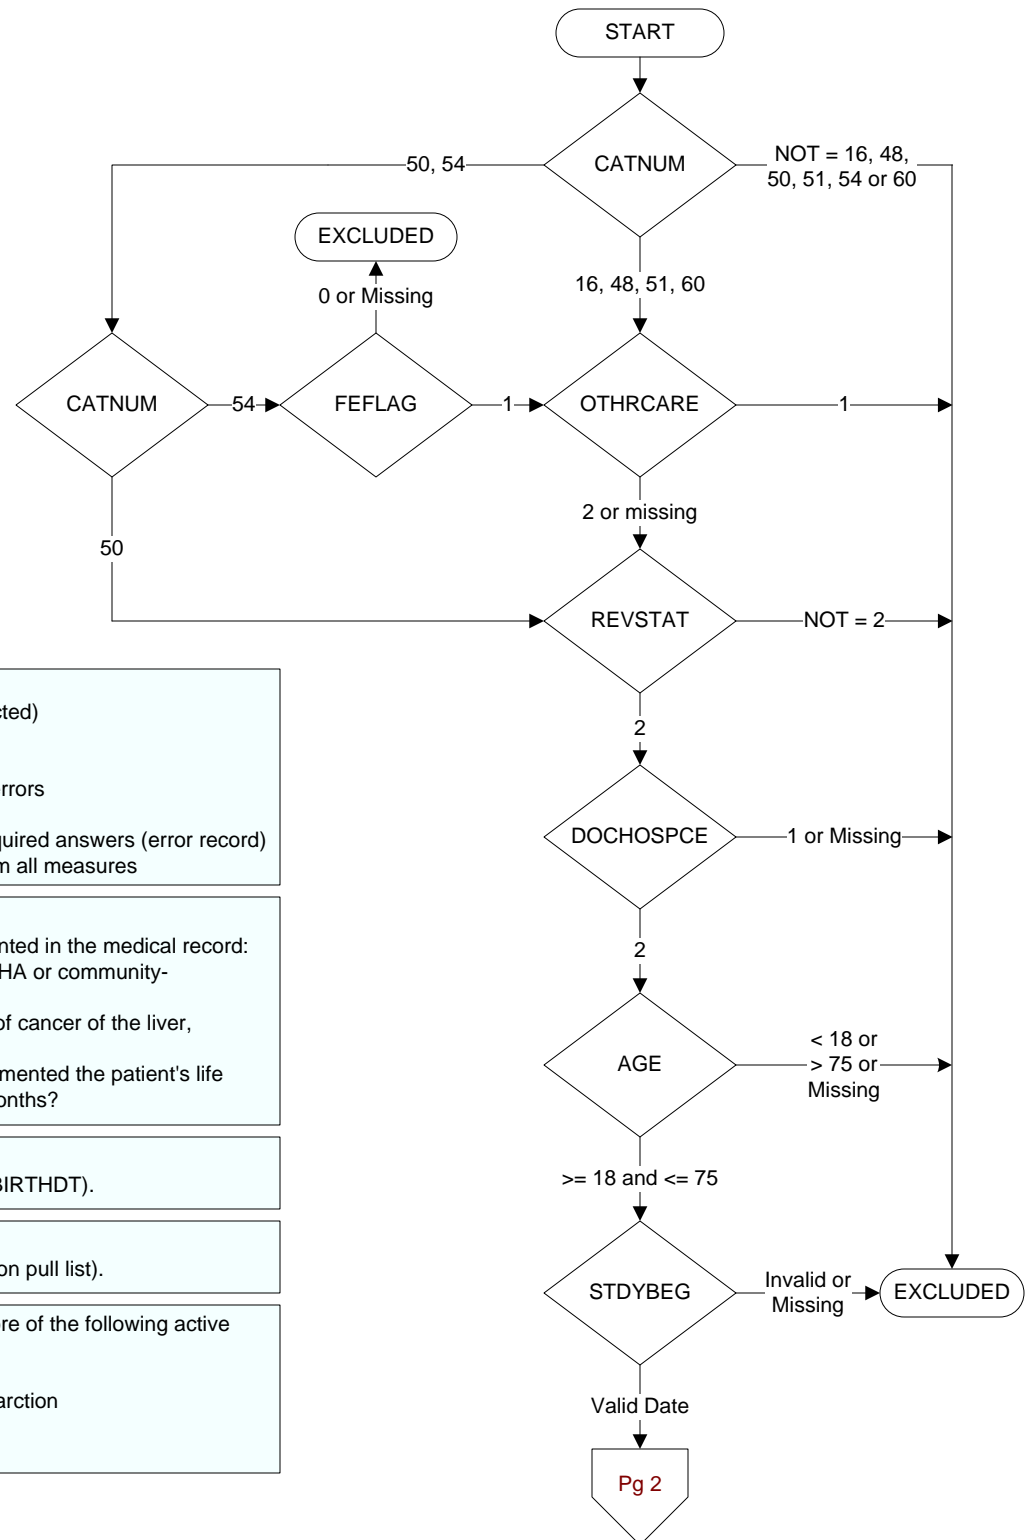 START
CATNUM
50, 54
NOT = 16, 48,
50, 51, 54 or 60
EXCLUDED
0 or Missing
16, 48, 51, 60
CATNUM
54
FEFLAG
1
OTHRCARE
1
2 or missing
50
REVSTAT
NOT = 2
2
DOCHOSPCE
1 or Missing
2
AGE
< 18 or
> 75 or
Missing
>= 18 and <= 75
STDYBEG
Invalid or
Missing
EXCLUDED
Valid Date
Pg 2
cted)
errors
quired answers (error record)
m all measures
nted in the medical record:
HA or community-
of cancer of the liver,
mented the patient's life
onths?
BIRTHDT).
on pull list).
ore of the following active
arction